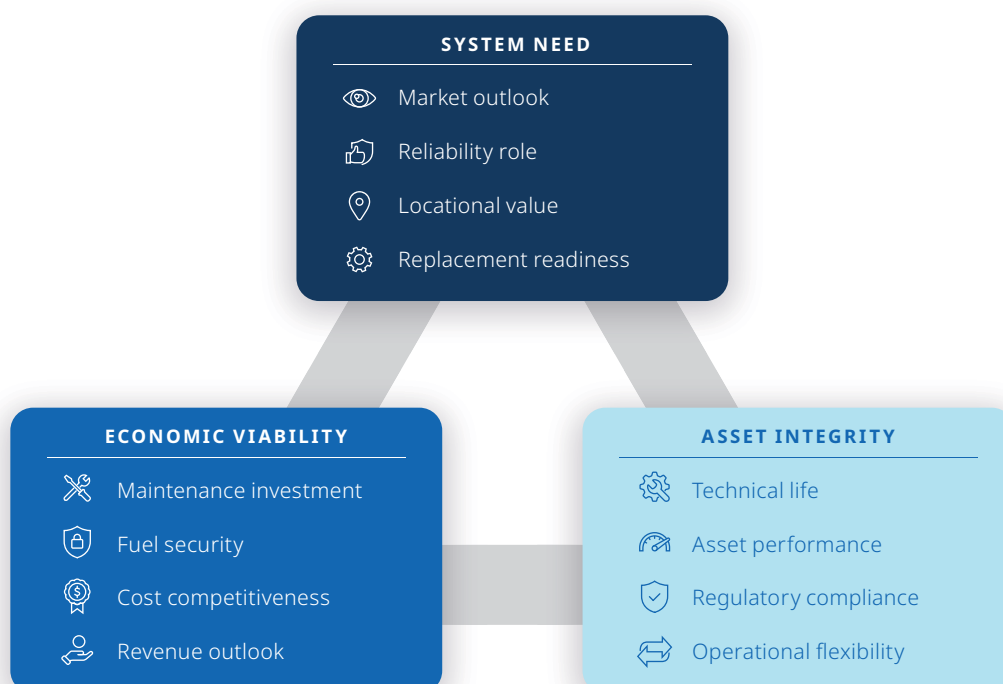 SYSTEM NEED
Market outlook
Reliability role
Locational value
Replacement readiness
ECONOMIC VIABILITY
Maintenance investment
Fuel security
Cost competitiveness
Revenue outlook
ASSET INTEGRITY
Technical life
Asset performance
Regulatory compliance
Operational flexibility